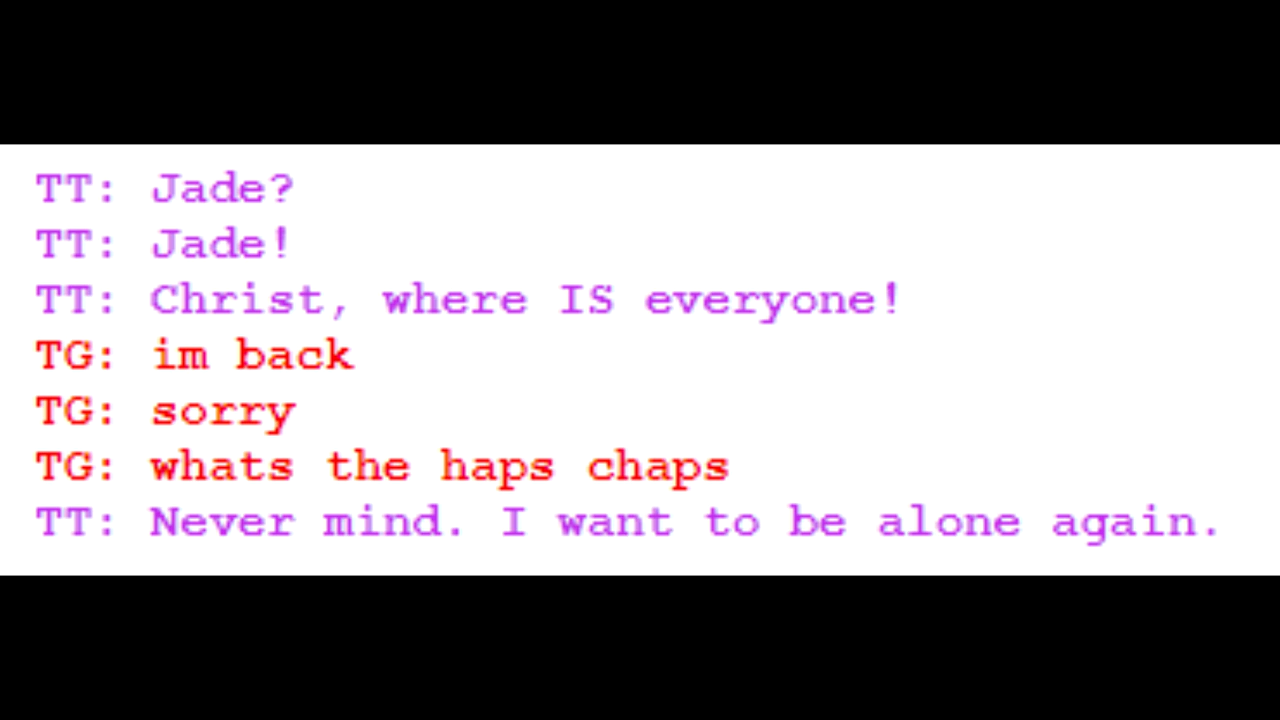 TT: Jade?
TT: Jade!
TT: Christ, where IS everyone!
TG: im back
TG: sorry
TG: whats the haps chaps
TT: Never mind. I want to be alone again.